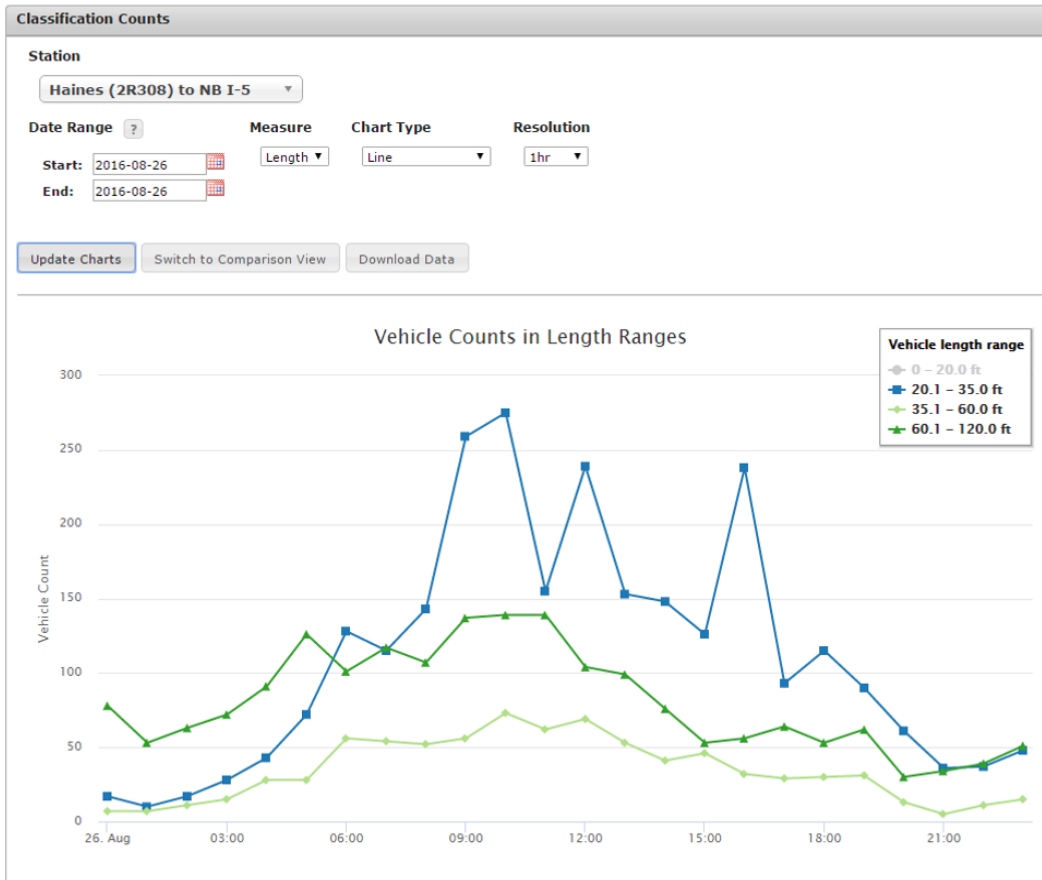 Classification Counts
Station
Haines (2R308) to NB I-5
Date Range ? Measure Chart Type Resolution
Start: 2016-08-26 Length Line 1hr
End: 2016-08-26
Update Charts Switch to Comparison View Download Data
Vehicle Counts in Length Ranges
Vehicle length range
0 – 20.0 ft
20.1 – 35.0 ft
35.1 – 60.0 ft
60.1 – 120.0 ft
Vehicle Count
300
250
200
150
100
50
0
26. Aug 03:00 06:00 09:00 12:00 15:00 18:00 21:00